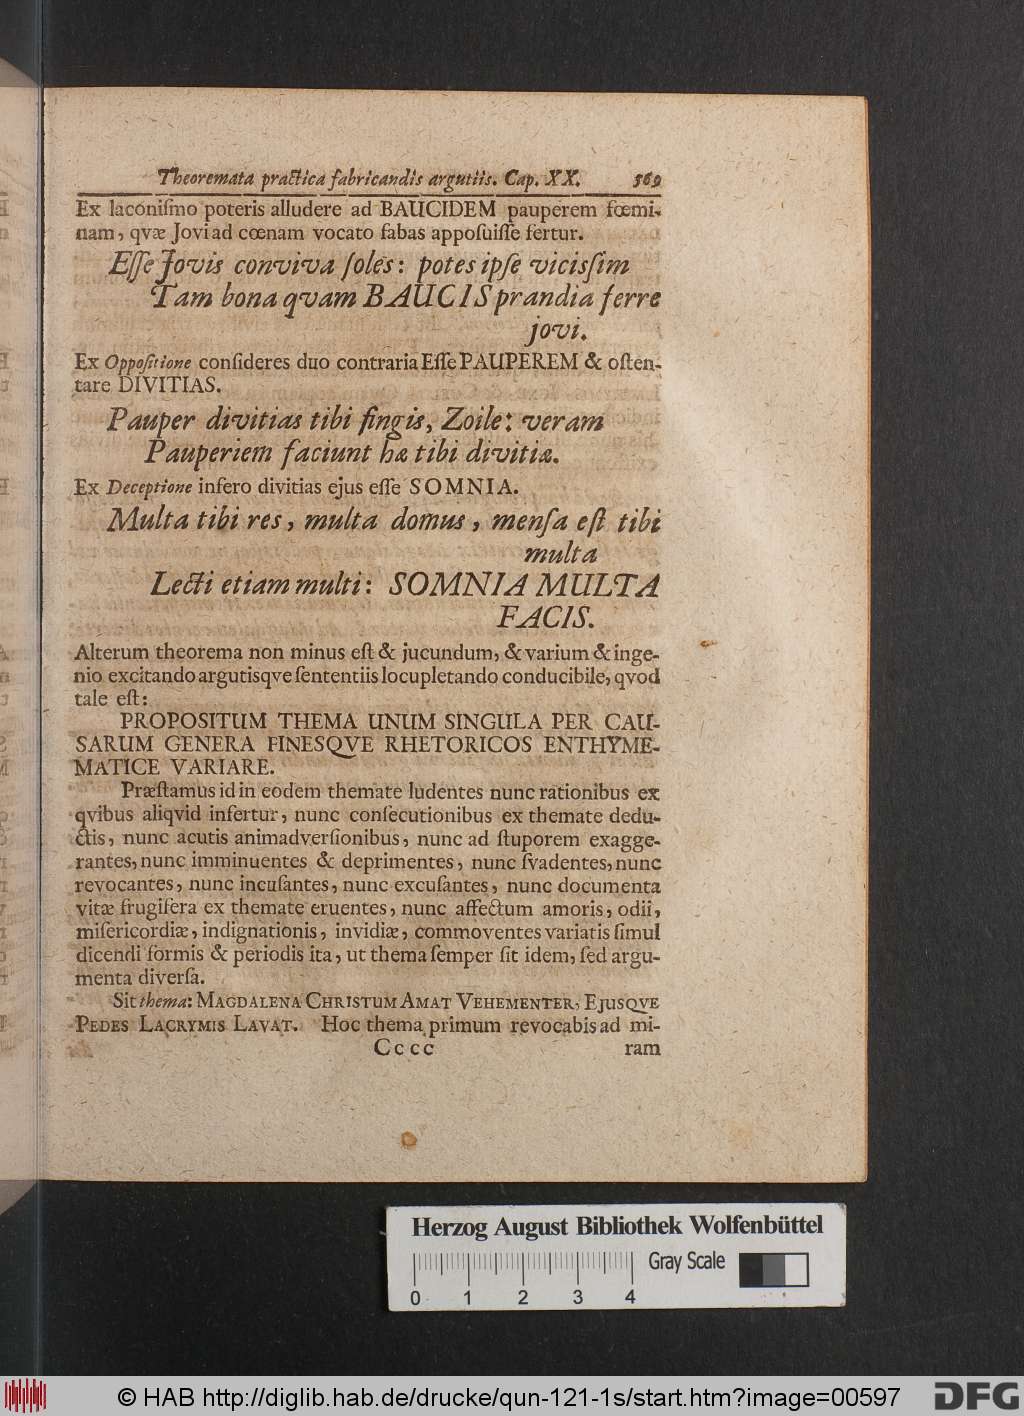 Theoremata practica fabricandis argutiis. Cap. XX. 569
Ex laconiſmo poteris alludere ad BAUCIDEM pauperem fœmi-
nam, qvæ Jovi ad cœnam vocato fabas appoſuiſſe fertur.
Eſſe Jovis conviva ſoles: potes ipſe viciſſim
Tam bona qvam BAUCIS prandia ferre
jovi.
Ex Oppoſitione conſideres duo contraria Eſſe PAUPEREM & oſten-
tare DIVITIAS.
Pauper divitias tibi fingis, Zoile: veram
Pauperiem faciunt hæ tibi divitiæ.
Ex Deceptione infero divitias ejus eſſe SOMNIA.
Multa tibi res, multa domus, menſa eſt tibi
multa
Lecti etiam multi: SOMNIA MULTA
FACIS.
Alterum theorema non minus eſt & jucundum, & varium & inge-
nio excitando argutisqve ſententiis locupletando conducibile, qvod
tale eſt:
PROPOSITUM THEMA UNUM SINGULA PER CAU-
SARUM GENERA FINESQVE RHETORICOS ENTHYME-
MATICE VARIARE.
Præſtamus id in eodem themate ludentes nunc rationibus ex
qvibus aliqvid infertur, nunc conſecutionibus ex themate dedu-
ctis, nunc acutis animadverſionibus, nunc ad ſtuporem exagge-
rantes, nunc imminuentes & deprimentes, nunc ſvadentes, nunc
revocantes, nunc incuſantes, nunc excuſantes, nunc documenta
vitæ frugifera ex themate eruentes, nunc affectum amoris, odii,
miſericordiæ, indignationis, invidiæ, commoventes variatis ſimul
dicendi formis & periodis ita, ut thema ſemper ſit idem, ſed argu-
menta diverſa.
Sit thema: MAGDALENA CHRISTUM AMAT VEHEMENTER, EJUSQVE
PEDES LACRYMIS LAVAT. Hoc thema primum revocabis ad mi-
Cccc ram
Herzog August Bibliothek Wolfenbüttel
Gray Scale
0 1 2 3 4
© HAB http://diglib.hab.de/drucke/qun-121-1s/start.htm?image=00597 DFG